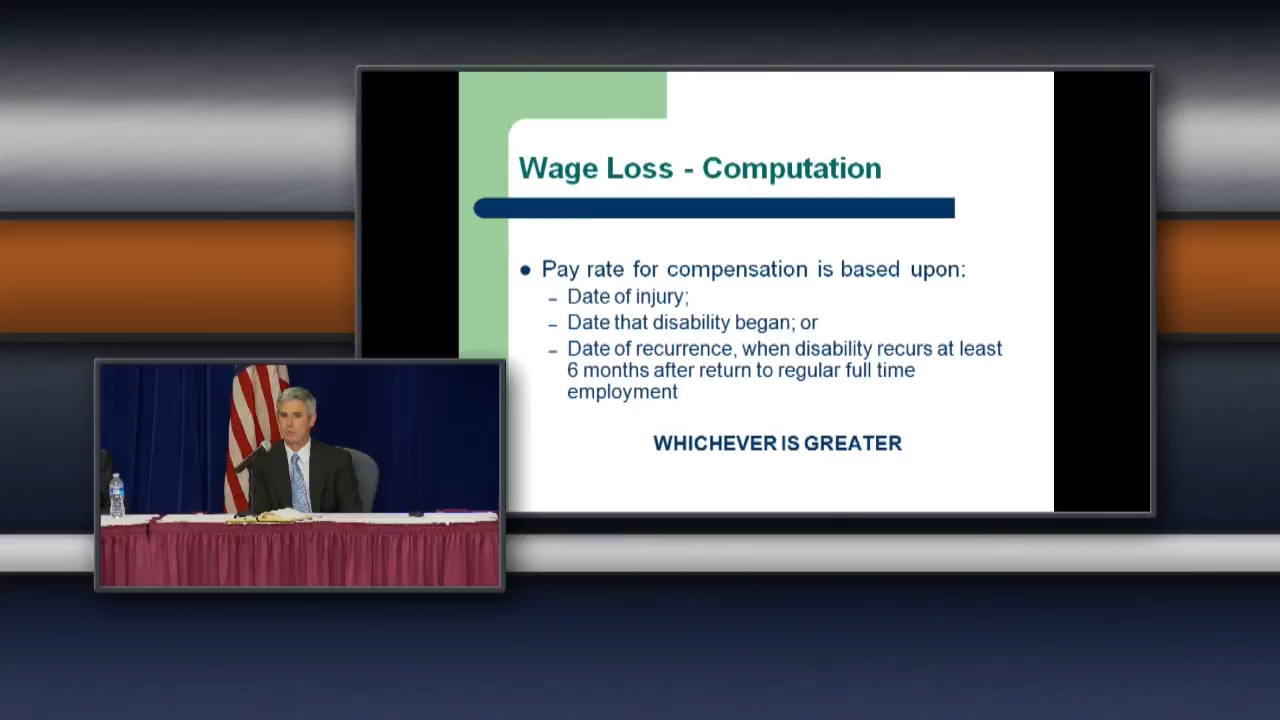 Wage Loss - Computation
● Pay rate for compensation is based upon:
– Date of injury;
– Date that disability began; or
– Date of recurrence, when disability recurs at least
6 months after return to regular full time
employment
WHICHEVER IS GREATER